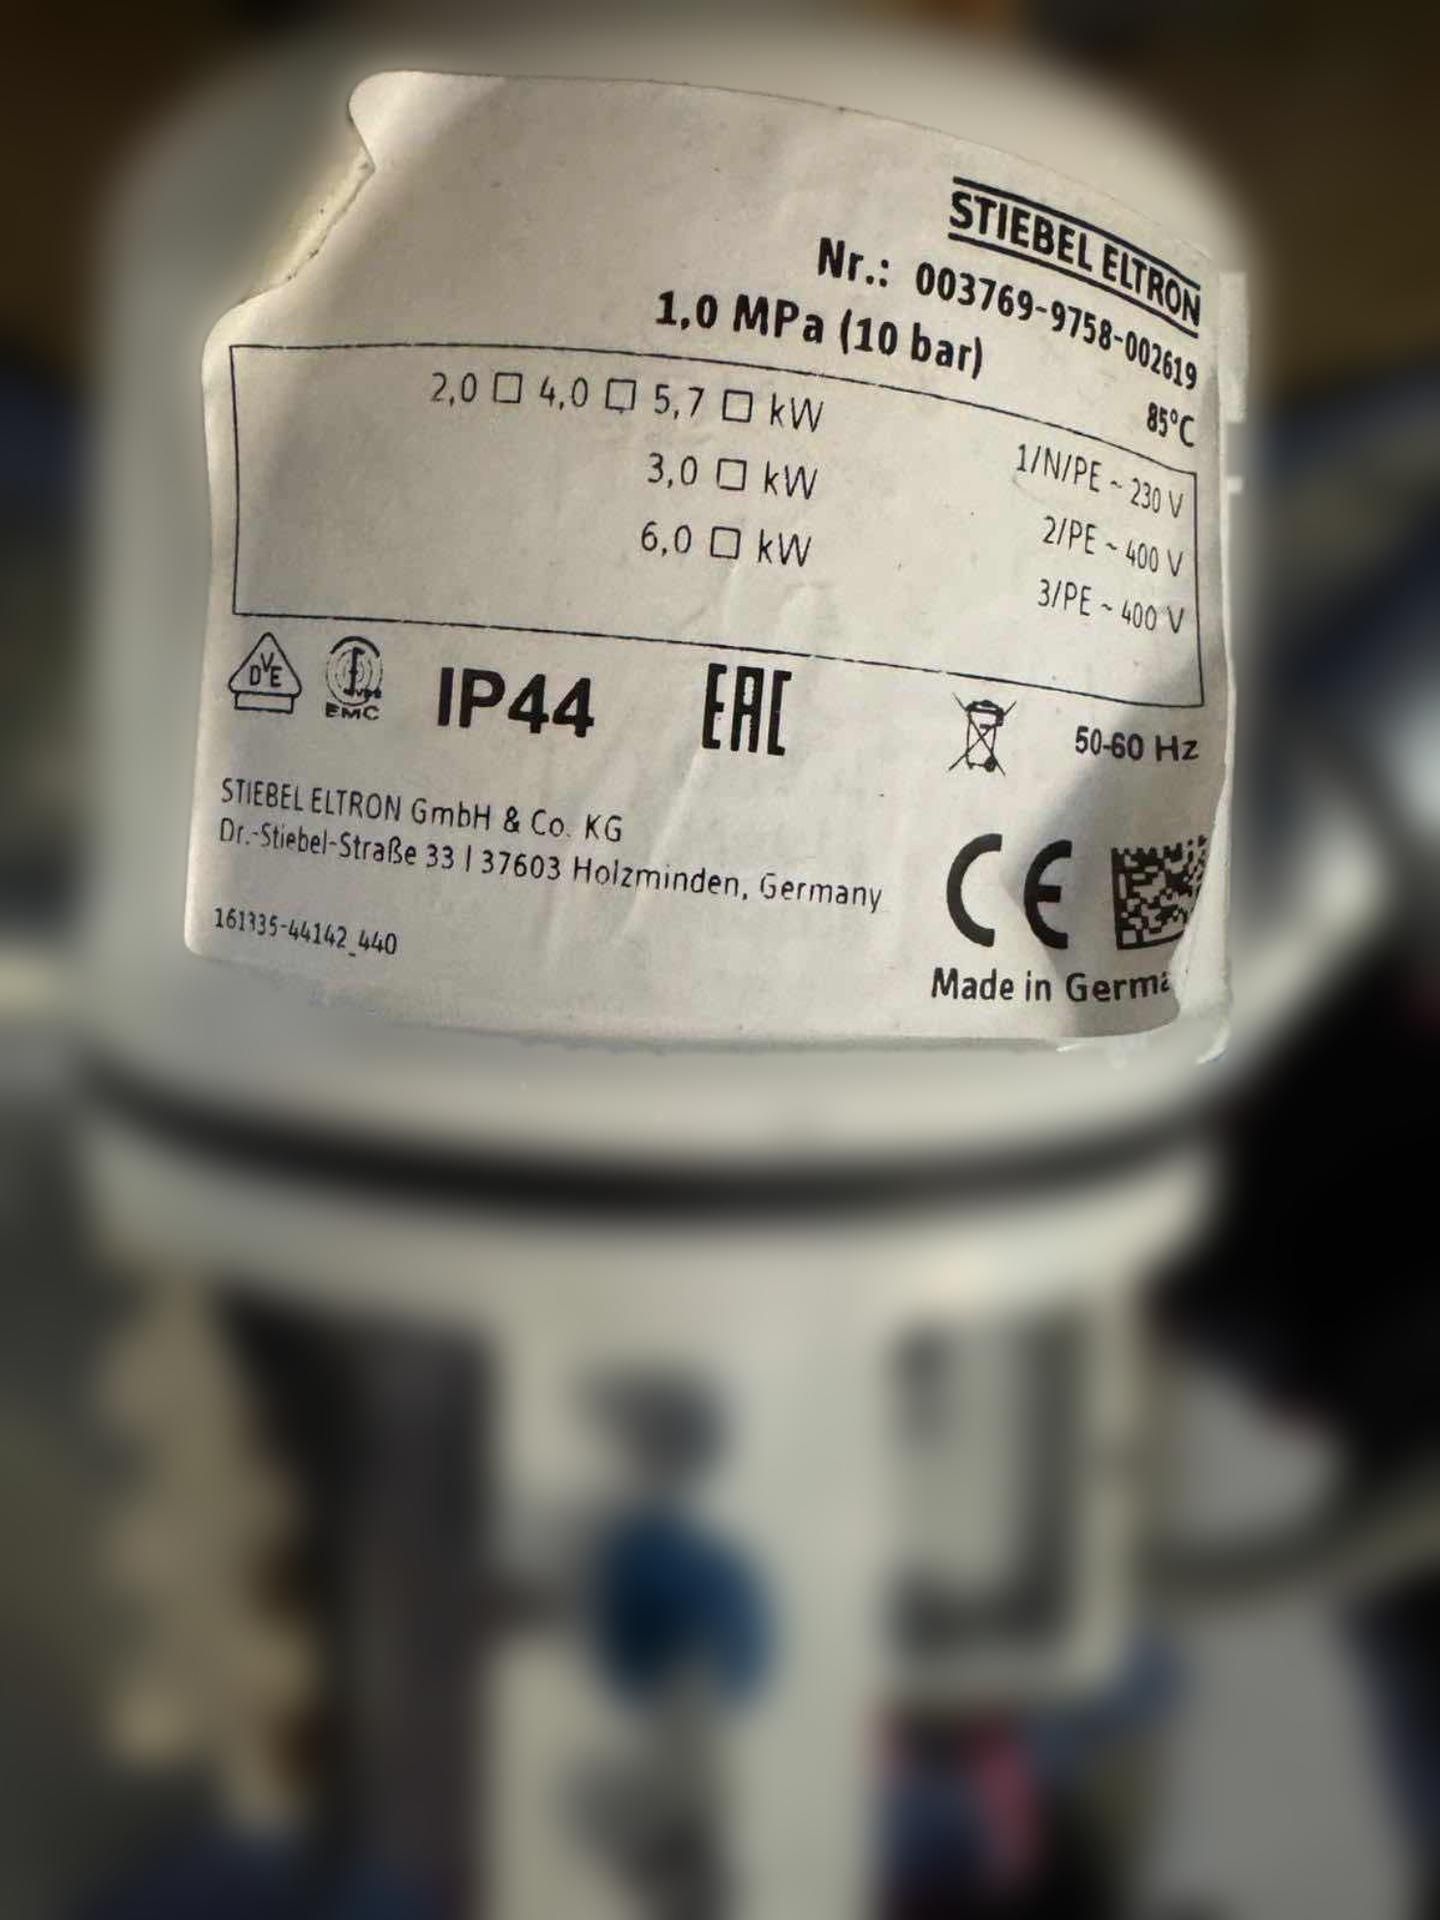 STIEBEL ELTRON
Nr.: 003769-9758-002619
1,0 MPa (10 bar) 85°C
2,0 □ 4,0 □ 5,7 □ kW 1/N/PE ~ 230 V
3,0 □ kW 2/PE ~ 400 V
6,0 □ kW 3/PE ~ 400 V
DVE EMC IP44 EAC 50-60 Hz
STIEBEL ELTRON GmbH & Co. KG
Dr.-Stiebel-Straße 33 | 37603 Holzminden, Germany
CE
161335-44142_440
Made in Germa